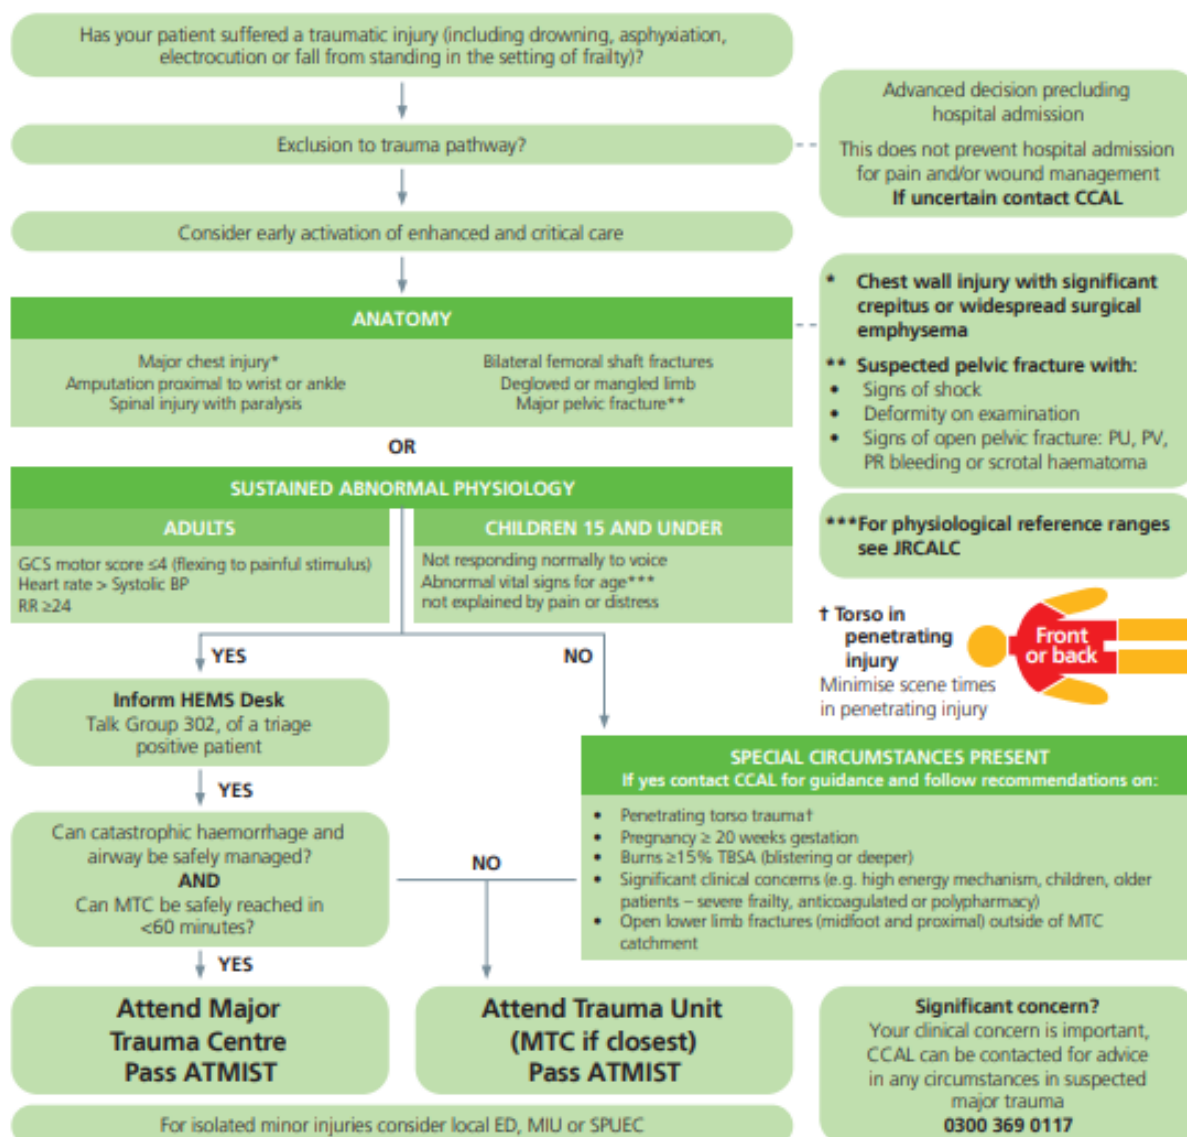 Has your patient suffered a traumatic injury (including drowning, asphyxiation,
electrocution or fall from standing in the setting of frailty)?
Exclusion to trauma pathway?
Advanced decision precluding
hospital admission
This does not prevent hospital admission
for pain and/or wound management
If uncertain contact CCAL
Consider early activation of enhanced and critical care
ANATOMY
Major chest injury*
Amputation proximal to wrist or ankle
Spinal injury with paralysis
Bilateral femoral shaft fractures
Degloved or mangled limb
Major pelvic fracture**
* Chest wall injury with significant
crepitus or widespread surgical
emphysema
** Suspected pelvic fracture with:
• Signs of shock
• Deformity on examination
• Signs of open pelvic fracture: PU, PV,
PR bleeding or scrotal haematoma
OR
SUSTAINED ABNORMAL PHYSIOLOGY
ADULTS
GCS motor score ≤4 (flexing to painful stimulus)
Heart rate > Systolic BP
RR ≥24
CHILDREN 15 AND UNDER
Not responding normally to voice
Abnormal vital signs for age***
not explained by pain or distress
***For physiological reference ranges
see JRCALC
† Torso in
penetrating
injury
Minimise scene times
in penetrating injury
Front
or back
YES
NO
Inform HEMS Desk
Talk Group 302, of a triage
positive patient
YES
SPECIAL CIRCUMSTANCES PRESENT
If yes contact CCAL for guidance and follow recommendations on:
• Penetrating torso trauma†
• Pregnancy ≥ 20 weeks gestation
• Burns ≥15% TBSA (blistering or deeper)
• Significant clinical concerns (e.g. high energy mechanism, children, older
patients – severe frailty, anticoagulated or polypharmacy)
• Open lower limb fractures (midfoot and proximal) outside of MTC
catchment
Can catastrophic haemorrhage and
airway be safely managed?
AND
Can MTC be safely reached in
<60 minutes?
NO
YES
Attend Major
Trauma Centre
Pass ATMIST
Attend Trauma Unit
(MTC if closest)
Pass ATMIST
Significant concern?
Your clinical concern is important,
CCAL can be contacted for advice
in any circumstances in suspected
major trauma
0300 369 0117
For isolated minor injuries consider local ED, MIU or SPUEC